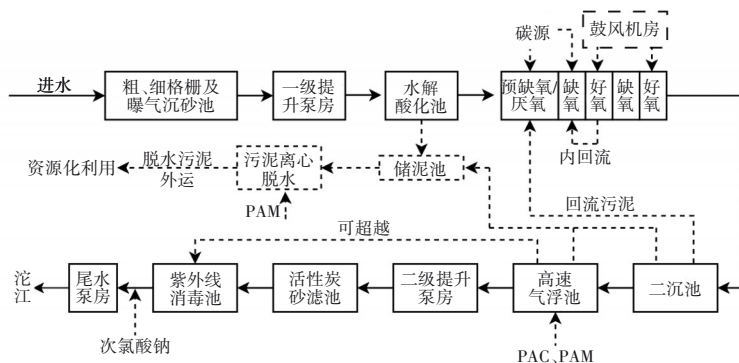 碳源
鼓风机房
进水
粗、细格栅及
曝气沉砂池
一级提
升泵房
水解
酸化池
预缺氧/
厌氧
缺
氧
好
氧
缺
氧
好
氧
内回流
资源化利用
脱水污泥
外运
污泥离心
脱水
储泥池
PAM
回流污泥
可超越
沱
江
尾水
泵房
紫外线
消毒池
活性炭
砂滤池
二级提升
泵房
高速
气浮池
二沉池
次氯酸钠
PAC、PAM